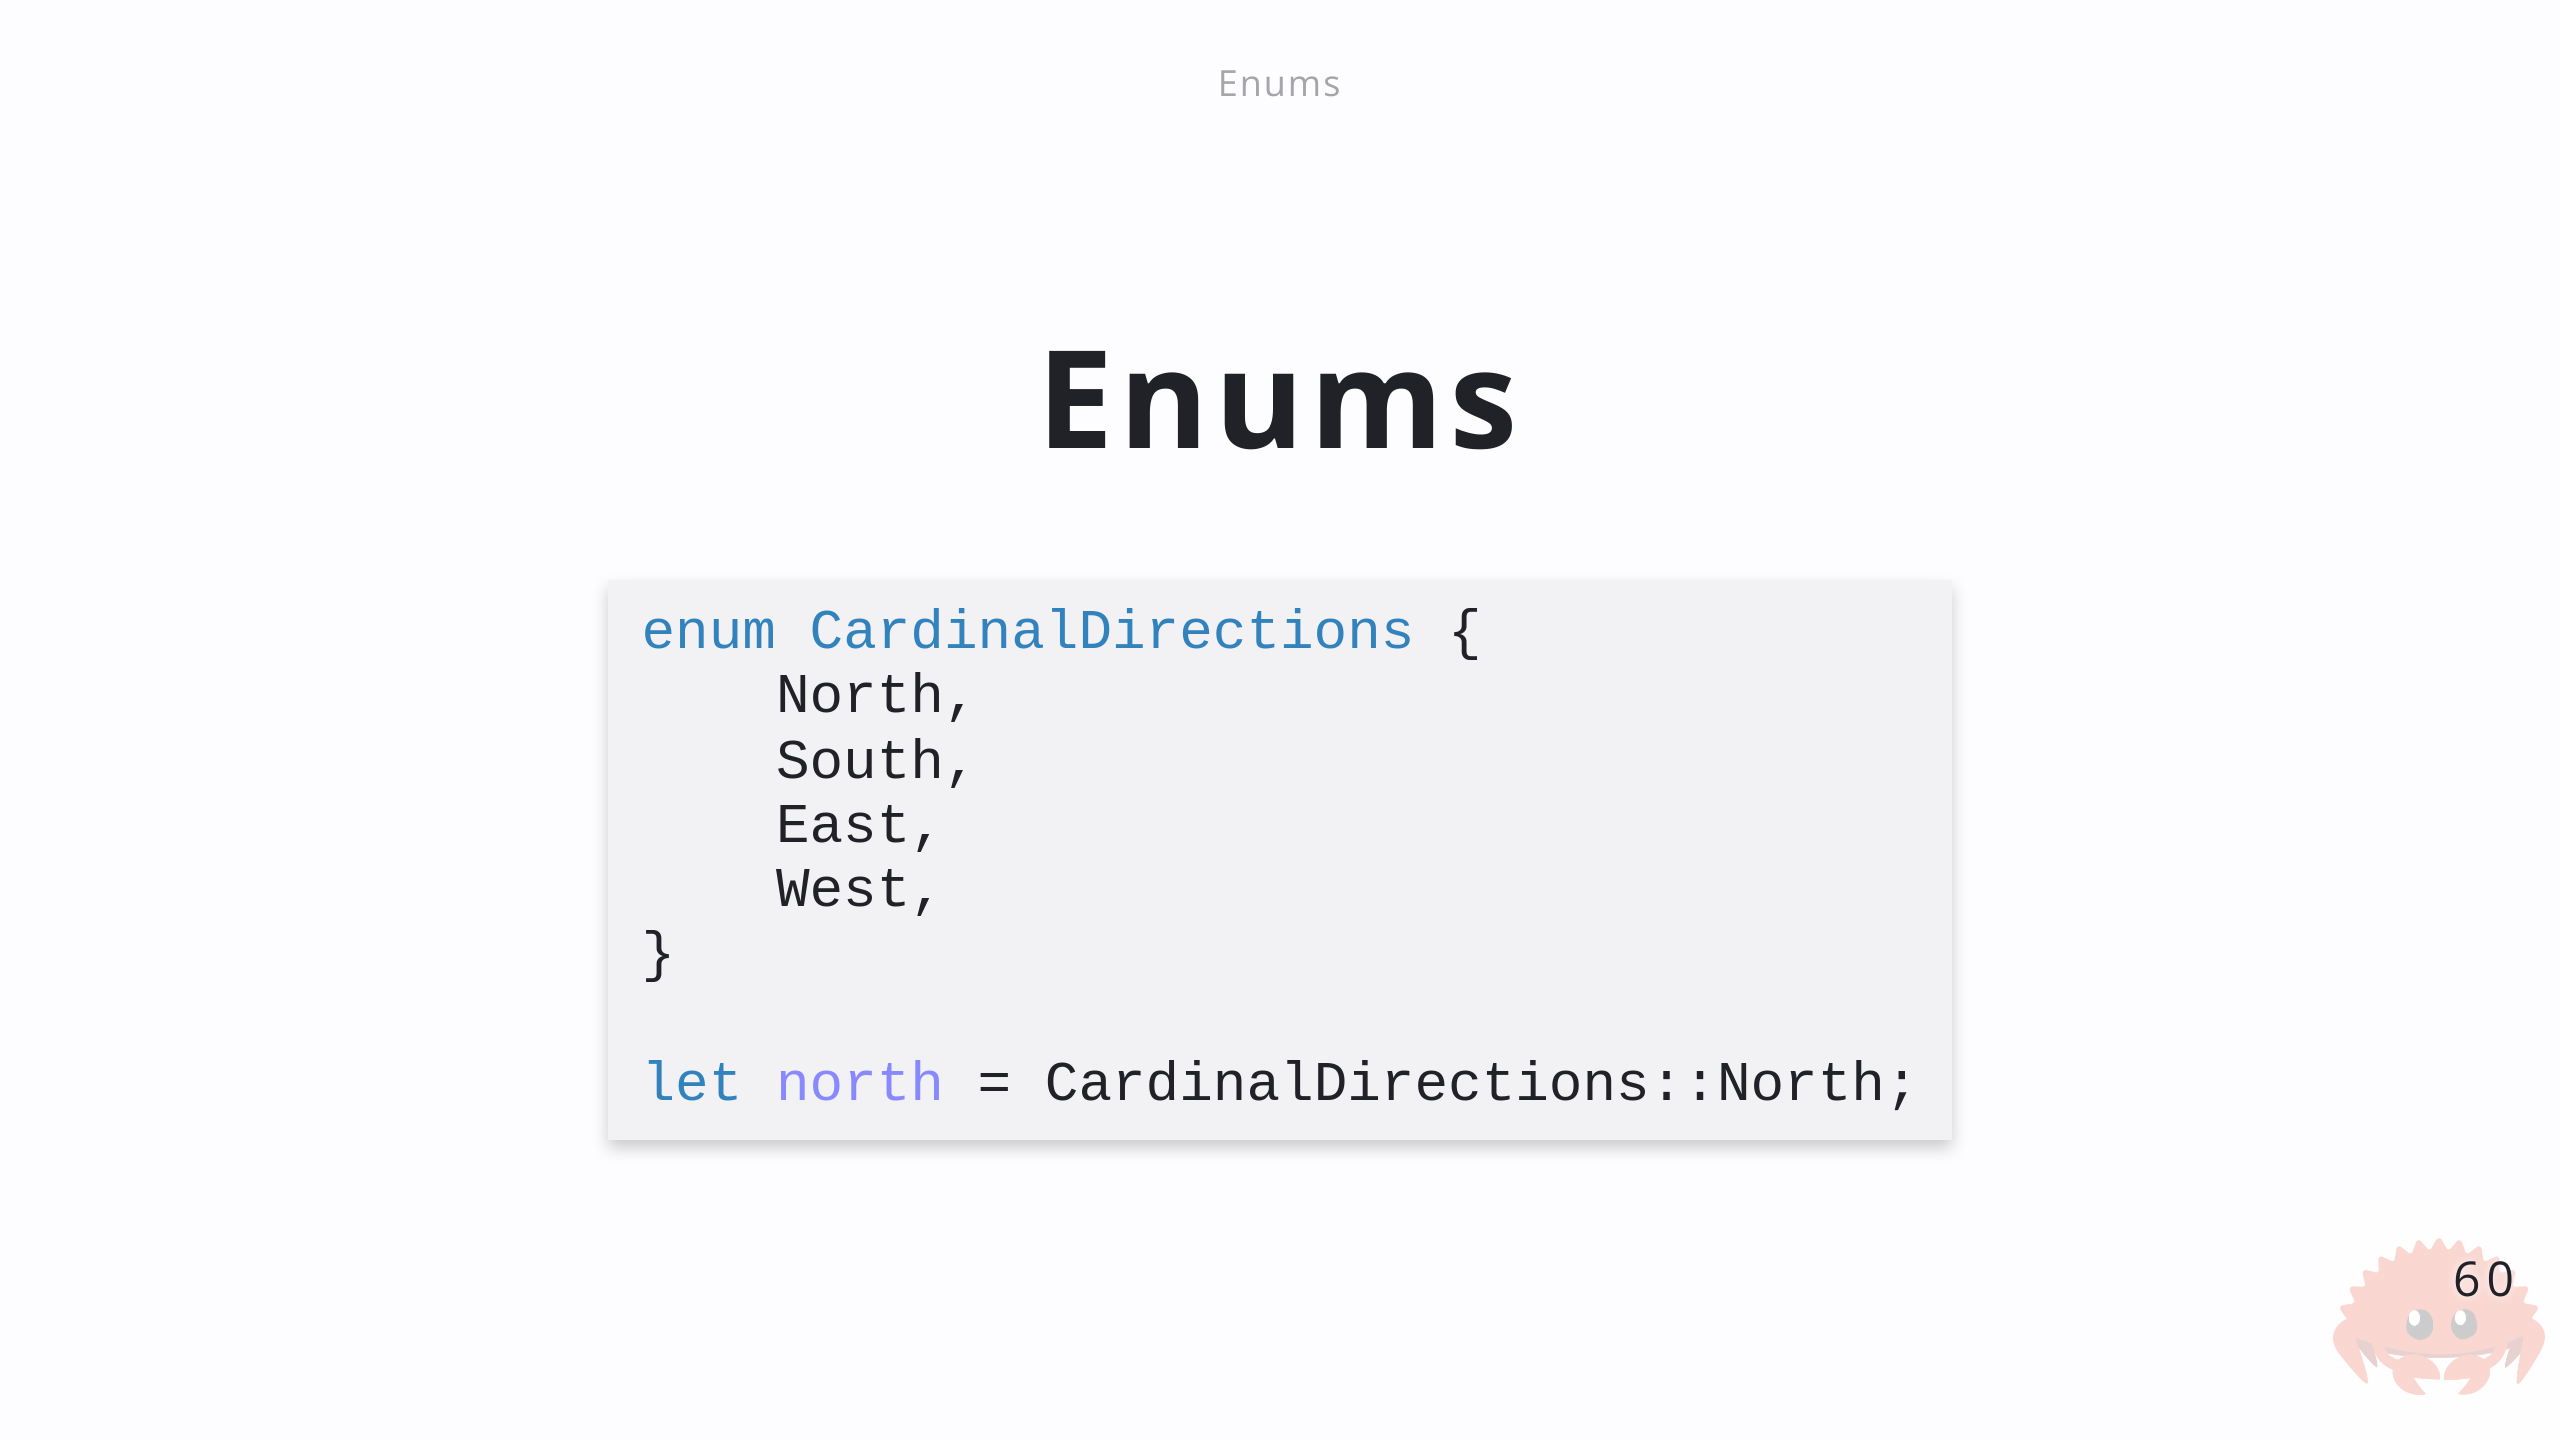 Enums
Enums
enum CardinalDirections {
    North,
    South,
    East,
    West,
}

let north = CardinalDirections::North;
60